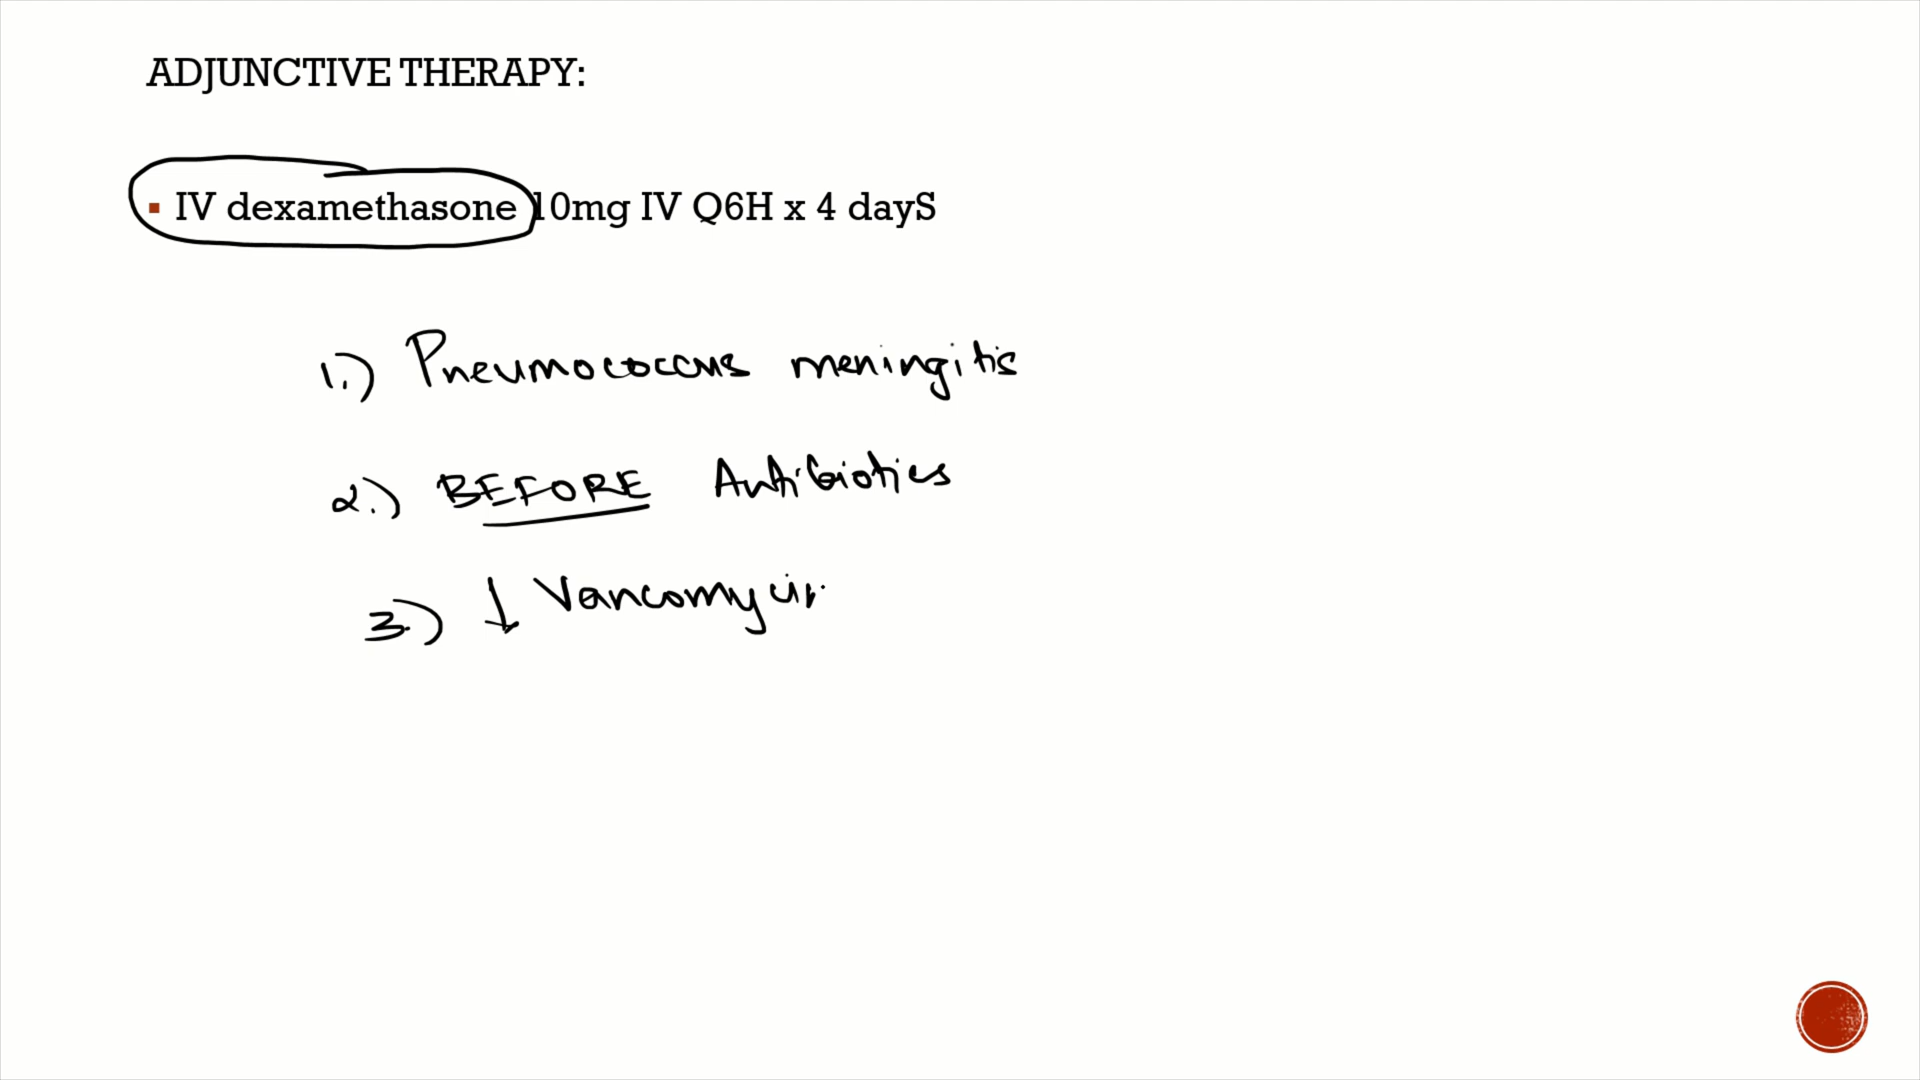 ADJUNCTIVE THERAPY:
▪ IV dexamethasone 10mg IV Q6H x 4 dayS
1.) Pneumococcus meningitis
2.) BEFORE Antibiotics
3.) ↓ Vancomycin